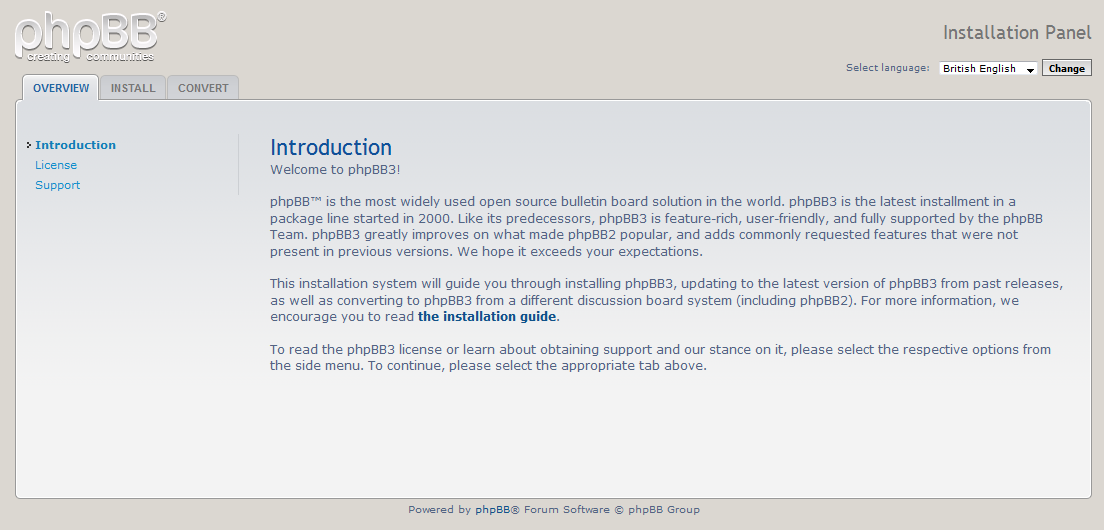 phpBB®
creating communities
Installation Panel
Select language: British English Change
OVERVIEW INSTALL CONVERT
Introduction
License
Support
Introduction
Welcome to phpBB3!
phpBB™ is the most widely used open source bulletin board solution in the world. phpBB3 is the latest installment in a
package line started in 2000. Like its predecessors, phpBB3 is feature-rich, user-friendly, and fully supported by the phpBB
Team. phpBB3 greatly improves on what made phpBB2 popular, and adds commonly requested features that were not
present in previous versions. We hope it exceeds your expectations.
This installation system will guide you through installing phpBB3, updating to the latest version of phpBB3 from past releases,
as well as converting to phpBB3 from a different discussion board system (including phpBB2). For more information, we
encourage you to read the installation guide.
To read the phpBB3 license or learn about obtaining support and our stance on it, please select the respective options from
the side menu. To continue, please select the appropriate tab above.
Powered by phpBB® Forum Software © phpBB Group